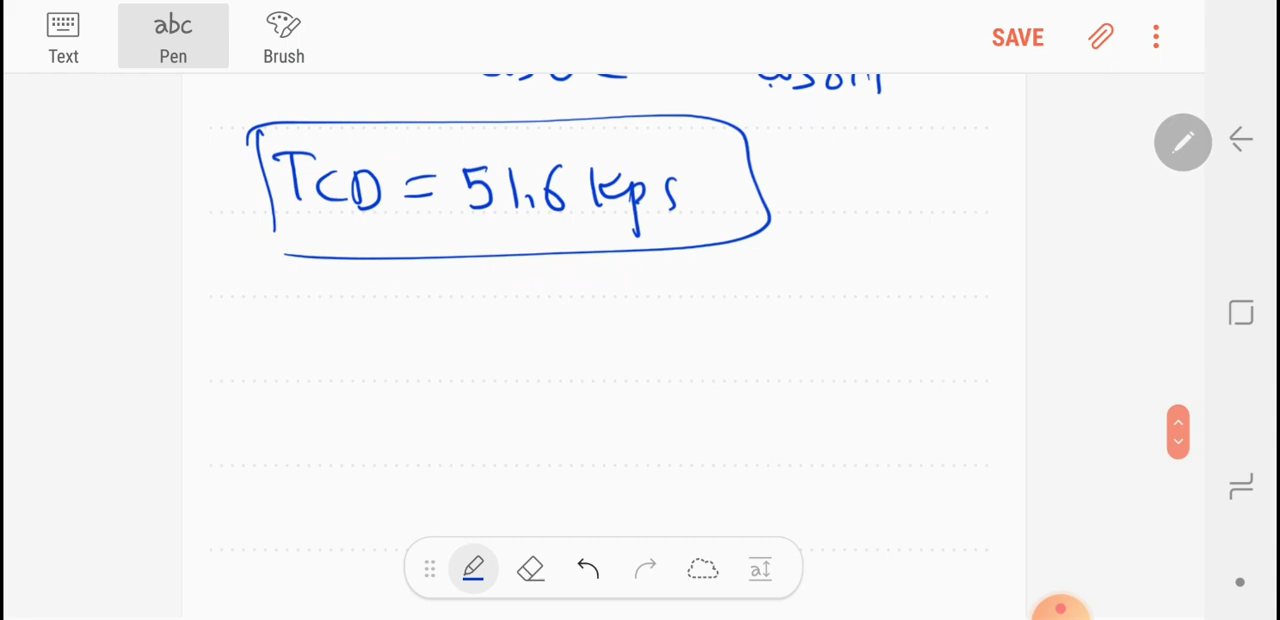 Text
abc
Pen
Brush
SAVE
TCD = 51.6 kps
a